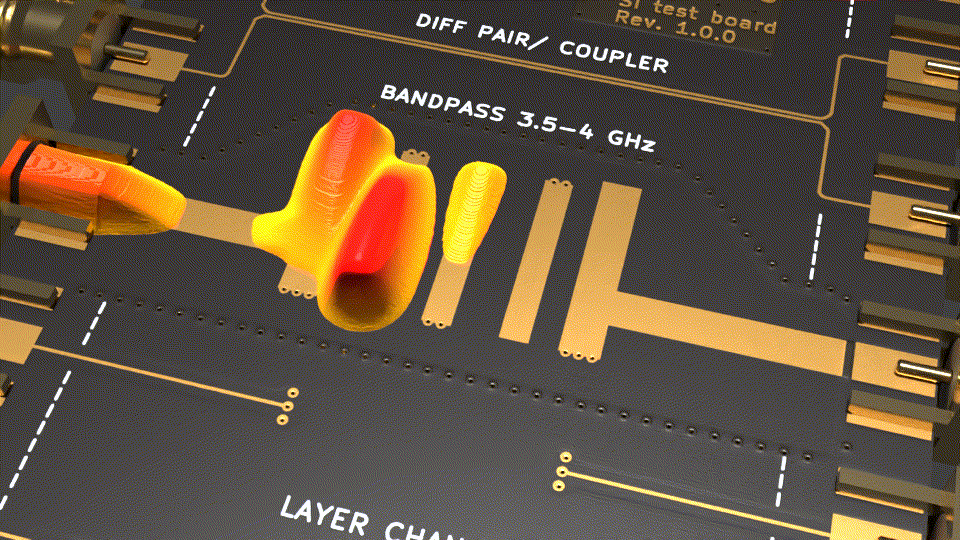 SI test board
Rev. 1.0.0
DIFF PAIR/ COUPLER
BANDPASS 3.5-4 GHz
LAYER CHAN